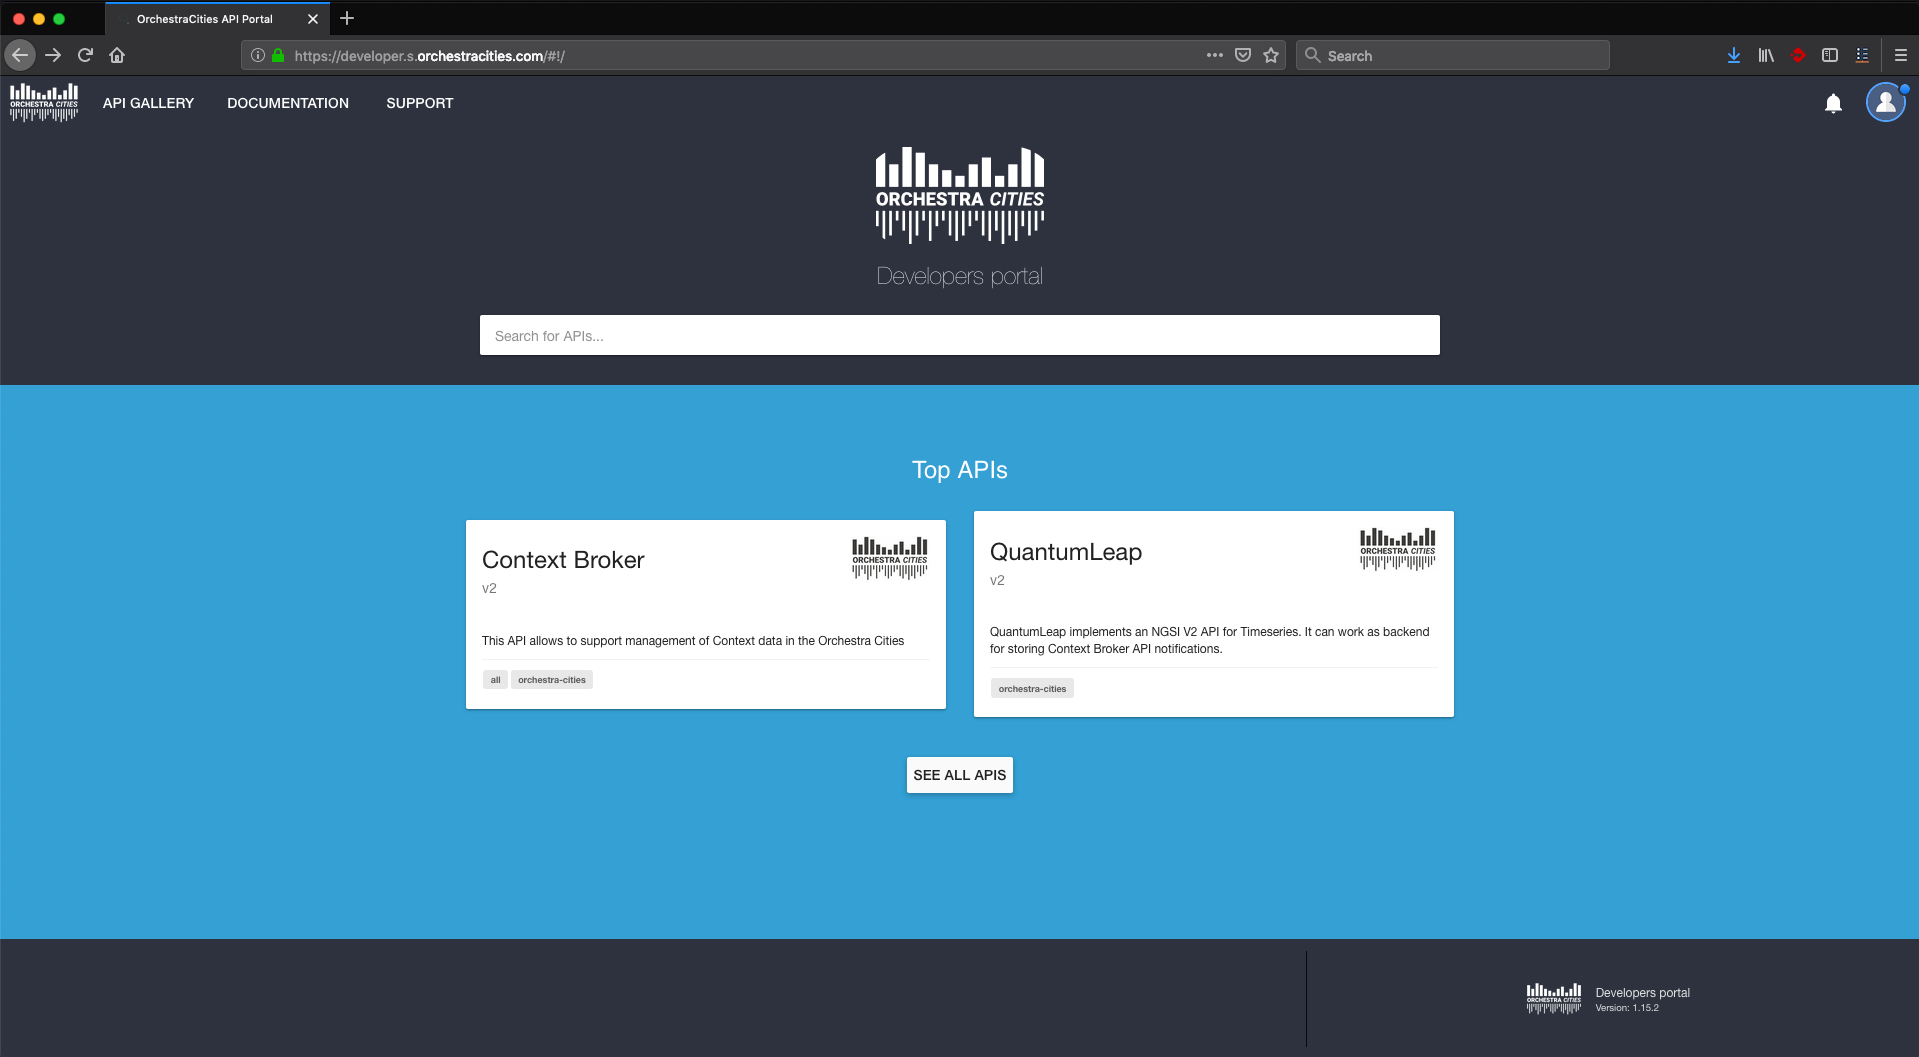 OrchestraCities API Portal
https://developer.s.orchestracities.com/#!/
Search
ORCHESTRA CITIES
API GALLERY
DOCUMENTATION
SUPPORT
ORCHESTRA CITIES
Developers portal
Search for APIs...
Top APIs
Context Broker
ORCHESTRA CITIES
v2
This API allows to support management of Context data in the Orchestra Cities
all
orchestra-cities
QuantumLeap
ORCHESTRA CITIES
v2
QuantumLeap implements an NGSI V2 API for Timeseries. It can work as backend
for storing Context Broker API notifications.
orchestra-cities
SEE ALL APIS
ORCHESTRA CITIES
Developers portal
Version: 1.15.2